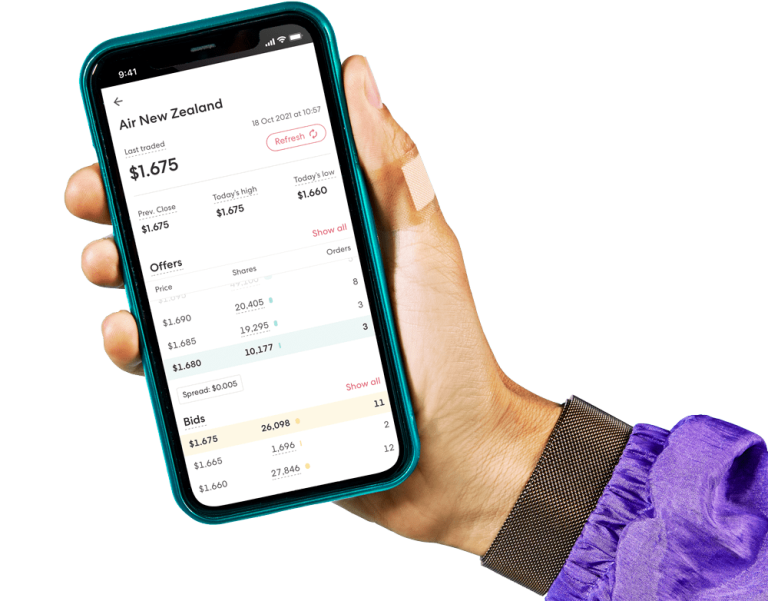 9:41
Air New Zealand
18 Oct 2021 at 10:57
Last traded
Refresh
$1.675
Prev. Close
Today's high
Today's low
$1.675
$1.675
$1.660
Show all
Offers
Price
Shares
Orders
$1.690
20,405
8
$1.685
19,295
3
$1.680
10,177
3
Spread: $0.005
Show all
Bids
$1.675
26,098
11
$1.665
1,696
2
$1.660
27,846
12